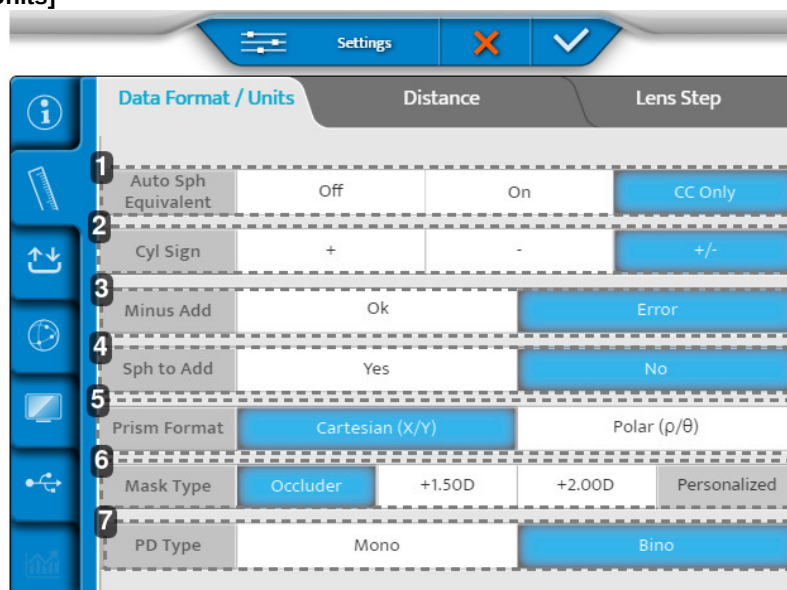 Units]
Settings
Data Format / Units Distance Lens Step
1
Auto Sph Equivalent Off On CC Only
2
Cyl Sign + - +/-
3
Minus Add Ok Error
4
Sph to Add Yes No
5
Prism Format Cartesian (X/Y) Polar (ρ/θ)
6
Mask Type Occluder +1.50D +2.00D Personalized
7
PD Type Mono Bino